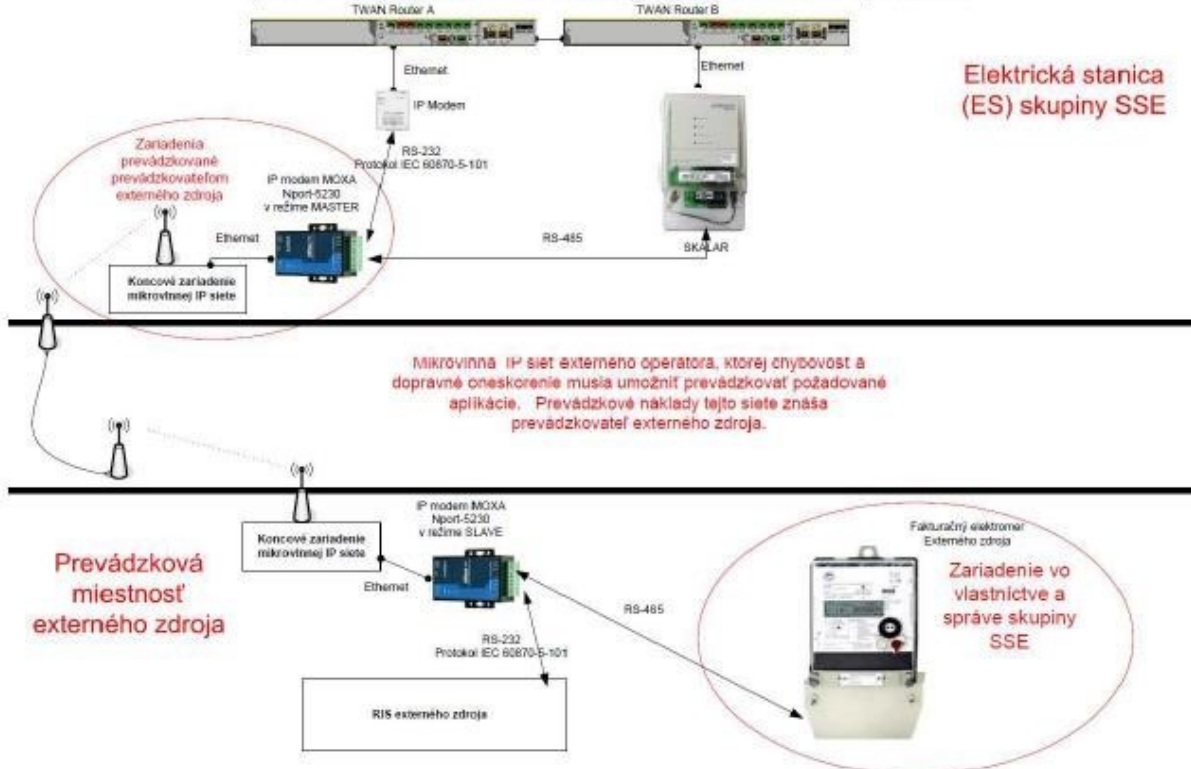 TWAN Router A
TWAN Router B
Ethernet
Ethernet
IP Modem
Elektrická stanica
(ES) skupiny SSE
Zariadenia
prevádzkované
prevádzkovateľom
externého zdroja
RS-232
Protokol IEC 60870-5-101
IP modem MOXA
Nport-5230
v režime MASTER
Ethernet
RS-485
SKALAR
Koncové zariadenie
mikrovlnnej IP siete
Mikrovlnná IP sieť externého operátora, ktorej chybovosť a
dopravné oneskorenie musia umožniť prevádzkovať požadované
aplikácie. Prevádzkové náklady tejto siete znáša
prevádzkovateľ externého zdroja.
Prevádzková
miestnosť
externého zdroja
Koncové zariadenie
mikrovlnnej IP siete
Ethernet
IP modem MOXA
Nport-5230
v režime SLAVE
RS-232
Protokol IEC 60870-5-101
RS-485
Fakturačný elektromer
Externého zdroja
Zariadenie vo
vlastníctve a
správe skupiny
SSE
RIS externého zdroja